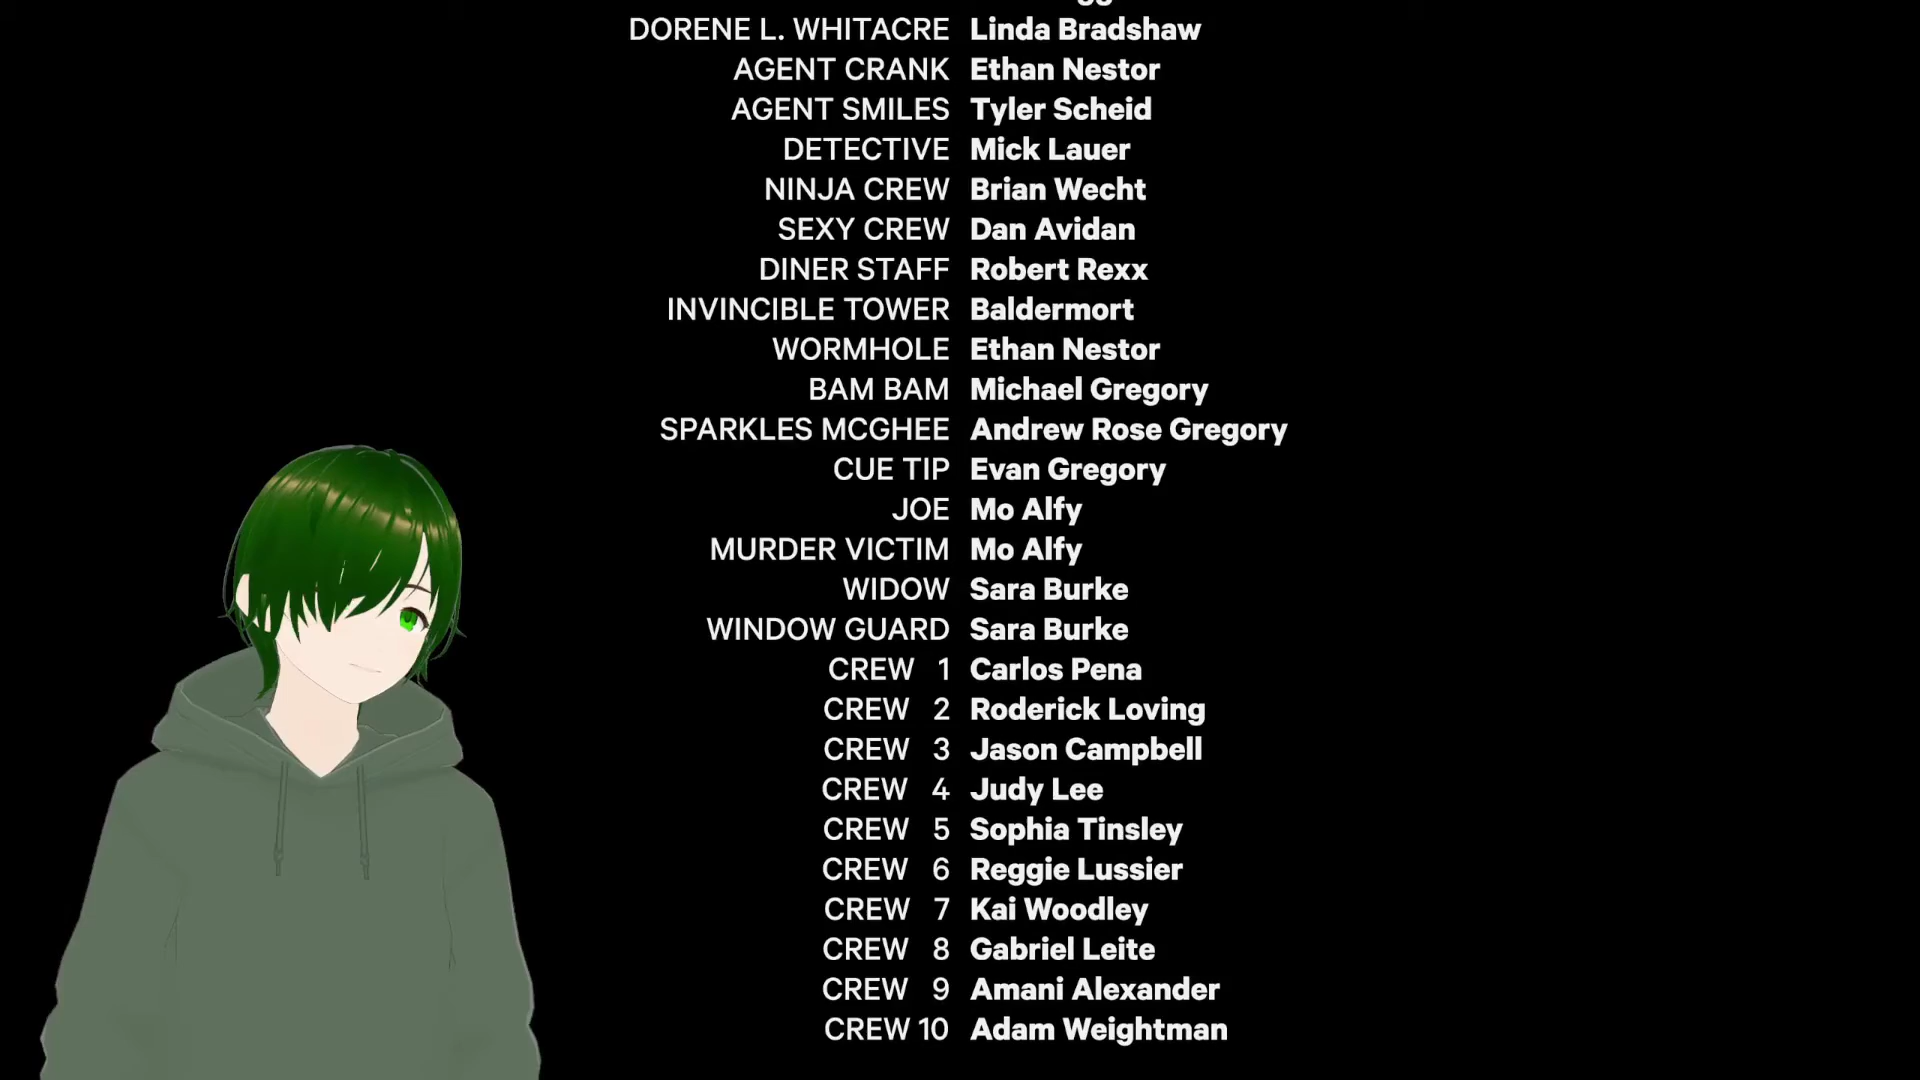 DORENE L. WHITACRE Linda Bradshaw
AGENT CRANK Ethan Nestor
AGENT SMILES Tyler Scheid
DETECTIVE Mick Lauer
NINJA CREW Brian Wecht
SEXY CREW Dan Avidan
DINER STAFF Robert Rexx
INVINCIBLE TOWER Baldermort
WORMHOLE Ethan Nestor
BAM BAM Michael Gregory
SPARKLES MCGHEE Andrew Rose Gregory
CUE TIP Evan Gregory
JOE Mo Alfy
MURDER VICTIM Mo Alfy
WIDOW Sara Burke
WINDOW GUARD Sara Burke
CREW 1 Carlos Pena
CREW 2 Roderick Loving
CREW 3 Jason Campbell
CREW 4 Judy Lee
CREW 5 Sophia Tinsley
CREW 6 Reggie Lussier
CREW 7 Kai Woodley
CREW 8 Gabriel Leite
CREW 9 Amani Alexander
CREW 10 Adam Weightman